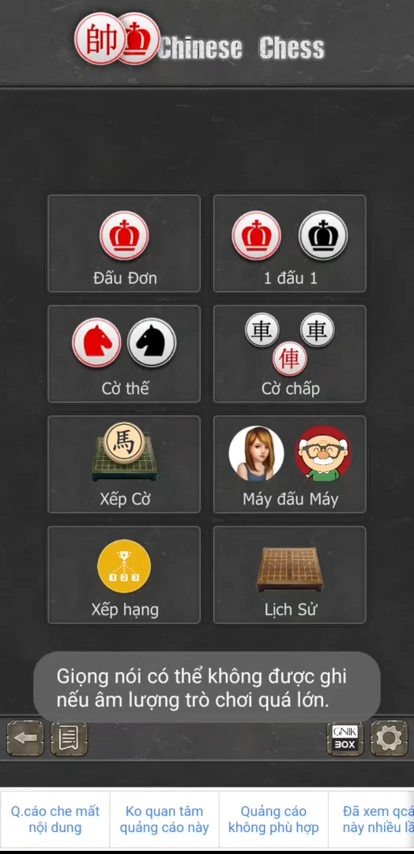 帥
Chinese Chess
Đấu Đơn
1 đấu 1
Cờ thế
車 車
俥
Cờ chấp
馬
Xếp Cờ
Máy đấu Máy
1 2 3
Xếp hạng
Lịch Sử
Giọng nói có thể không được ghi
nếu âm lượng trò chơi quá lớn.
GNIK
BOX
Q.cáo che mất
nội dung
Ko quan tâm
quảng cáo này
Quảng cáo
không phù hợp
Đã xem qcá
này nhiều lầ